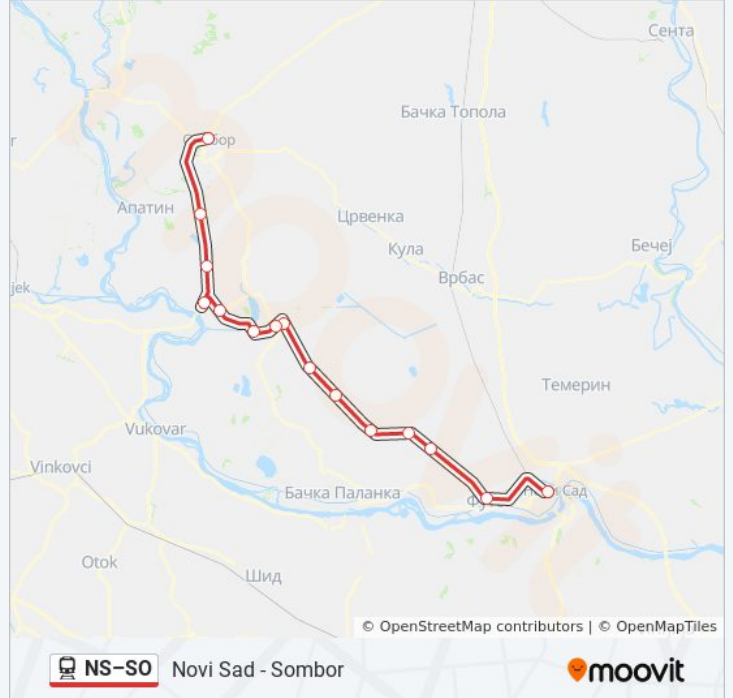 Сента
Бачка Топола
Апатин
Црвенка
Кула
Бечеј
Врбас
jek
Темерин
Vukovar
Vinkovci
Бачка Паланка
Сад
Otok
Шид
© OpenStreetMap contributors | © OpenMapTiles
NS–SO Novi Sad - Sombor
moovit